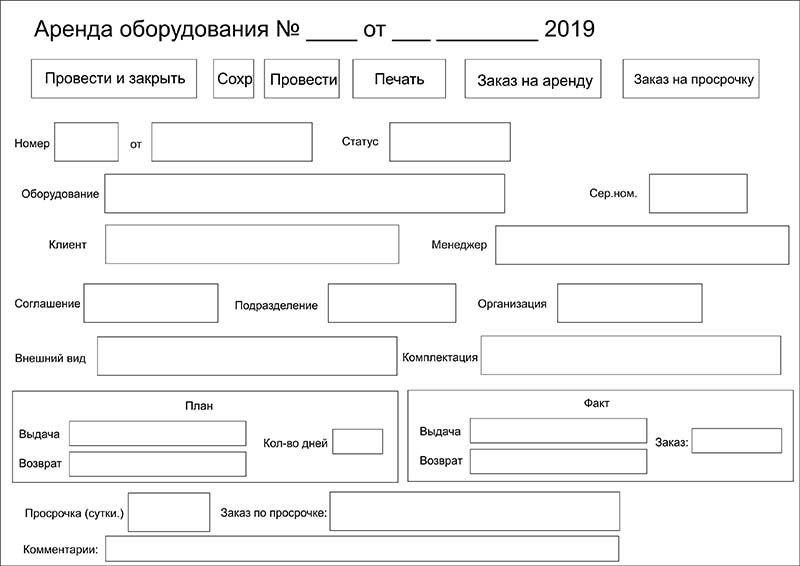 Аренда оборудования № ____ от ___ ________ 2019
Провести и закрыть Сохр Провести Печать Заказ на аренду Заказ на просрочку
Номер от Статус
Оборудование Сер.ном.
Клиент Менеджер
Соглашение Подразделение Организация
Внешний вид Комплектация
План Факт
Выдача Кол-во дней Выдача Заказ:
Возврат Возврат
Просрочка (сутки.) Заказ по просрочке:
Комментарии: